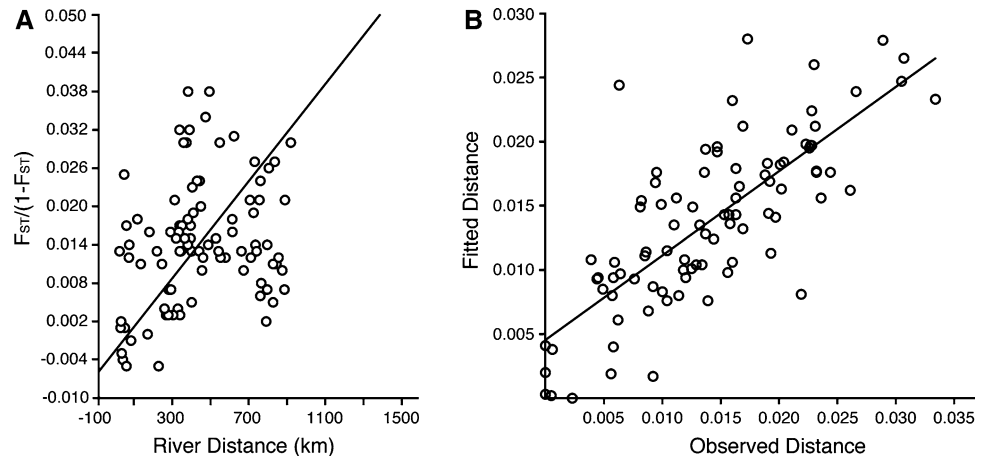 A
0.050
0.044
0.038
0.032
0.026
0.020
0.014
0.008
0.002
-0.004
-0.010
FST/(1-FST)
-100 300 700 1100 1500
River Distance (km)
B
0.030
0.025
0.020
0.015
0.010
0.005
Fitted Distance
0.005 0.010 0.015 0.020 0.025 0.030 0.035
Observed Distance